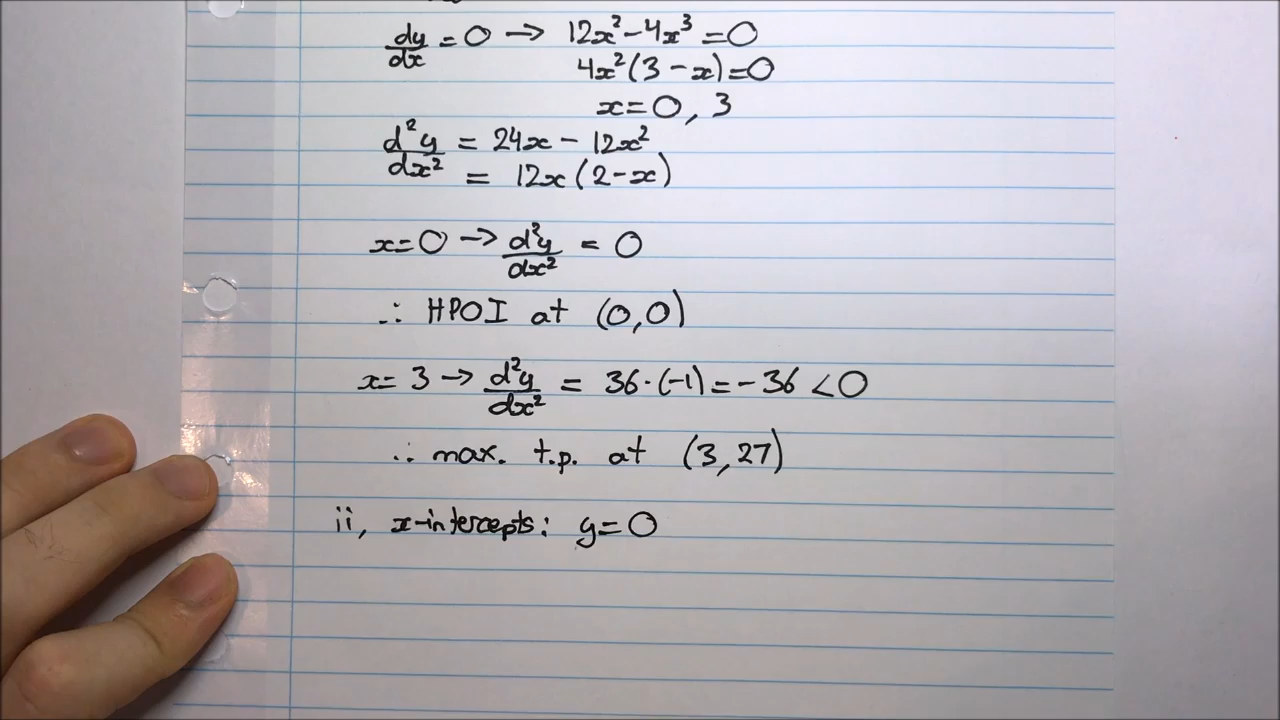 dy/dx = 0 → 12x² - 4x³ = 0
4x²(3 - x) = 0
x = 0, 3
d²y/dx² = 24x - 12x²
= 12x(2 - x)
x = 0 → d²y/dx² = 0
∴ HPOI at (0,0)
x = 3 → d²y/dx² = 36·(-1) = -36 < 0
∴ max. t.p. at (3, 27)
ii, x-intercepts: y = 0